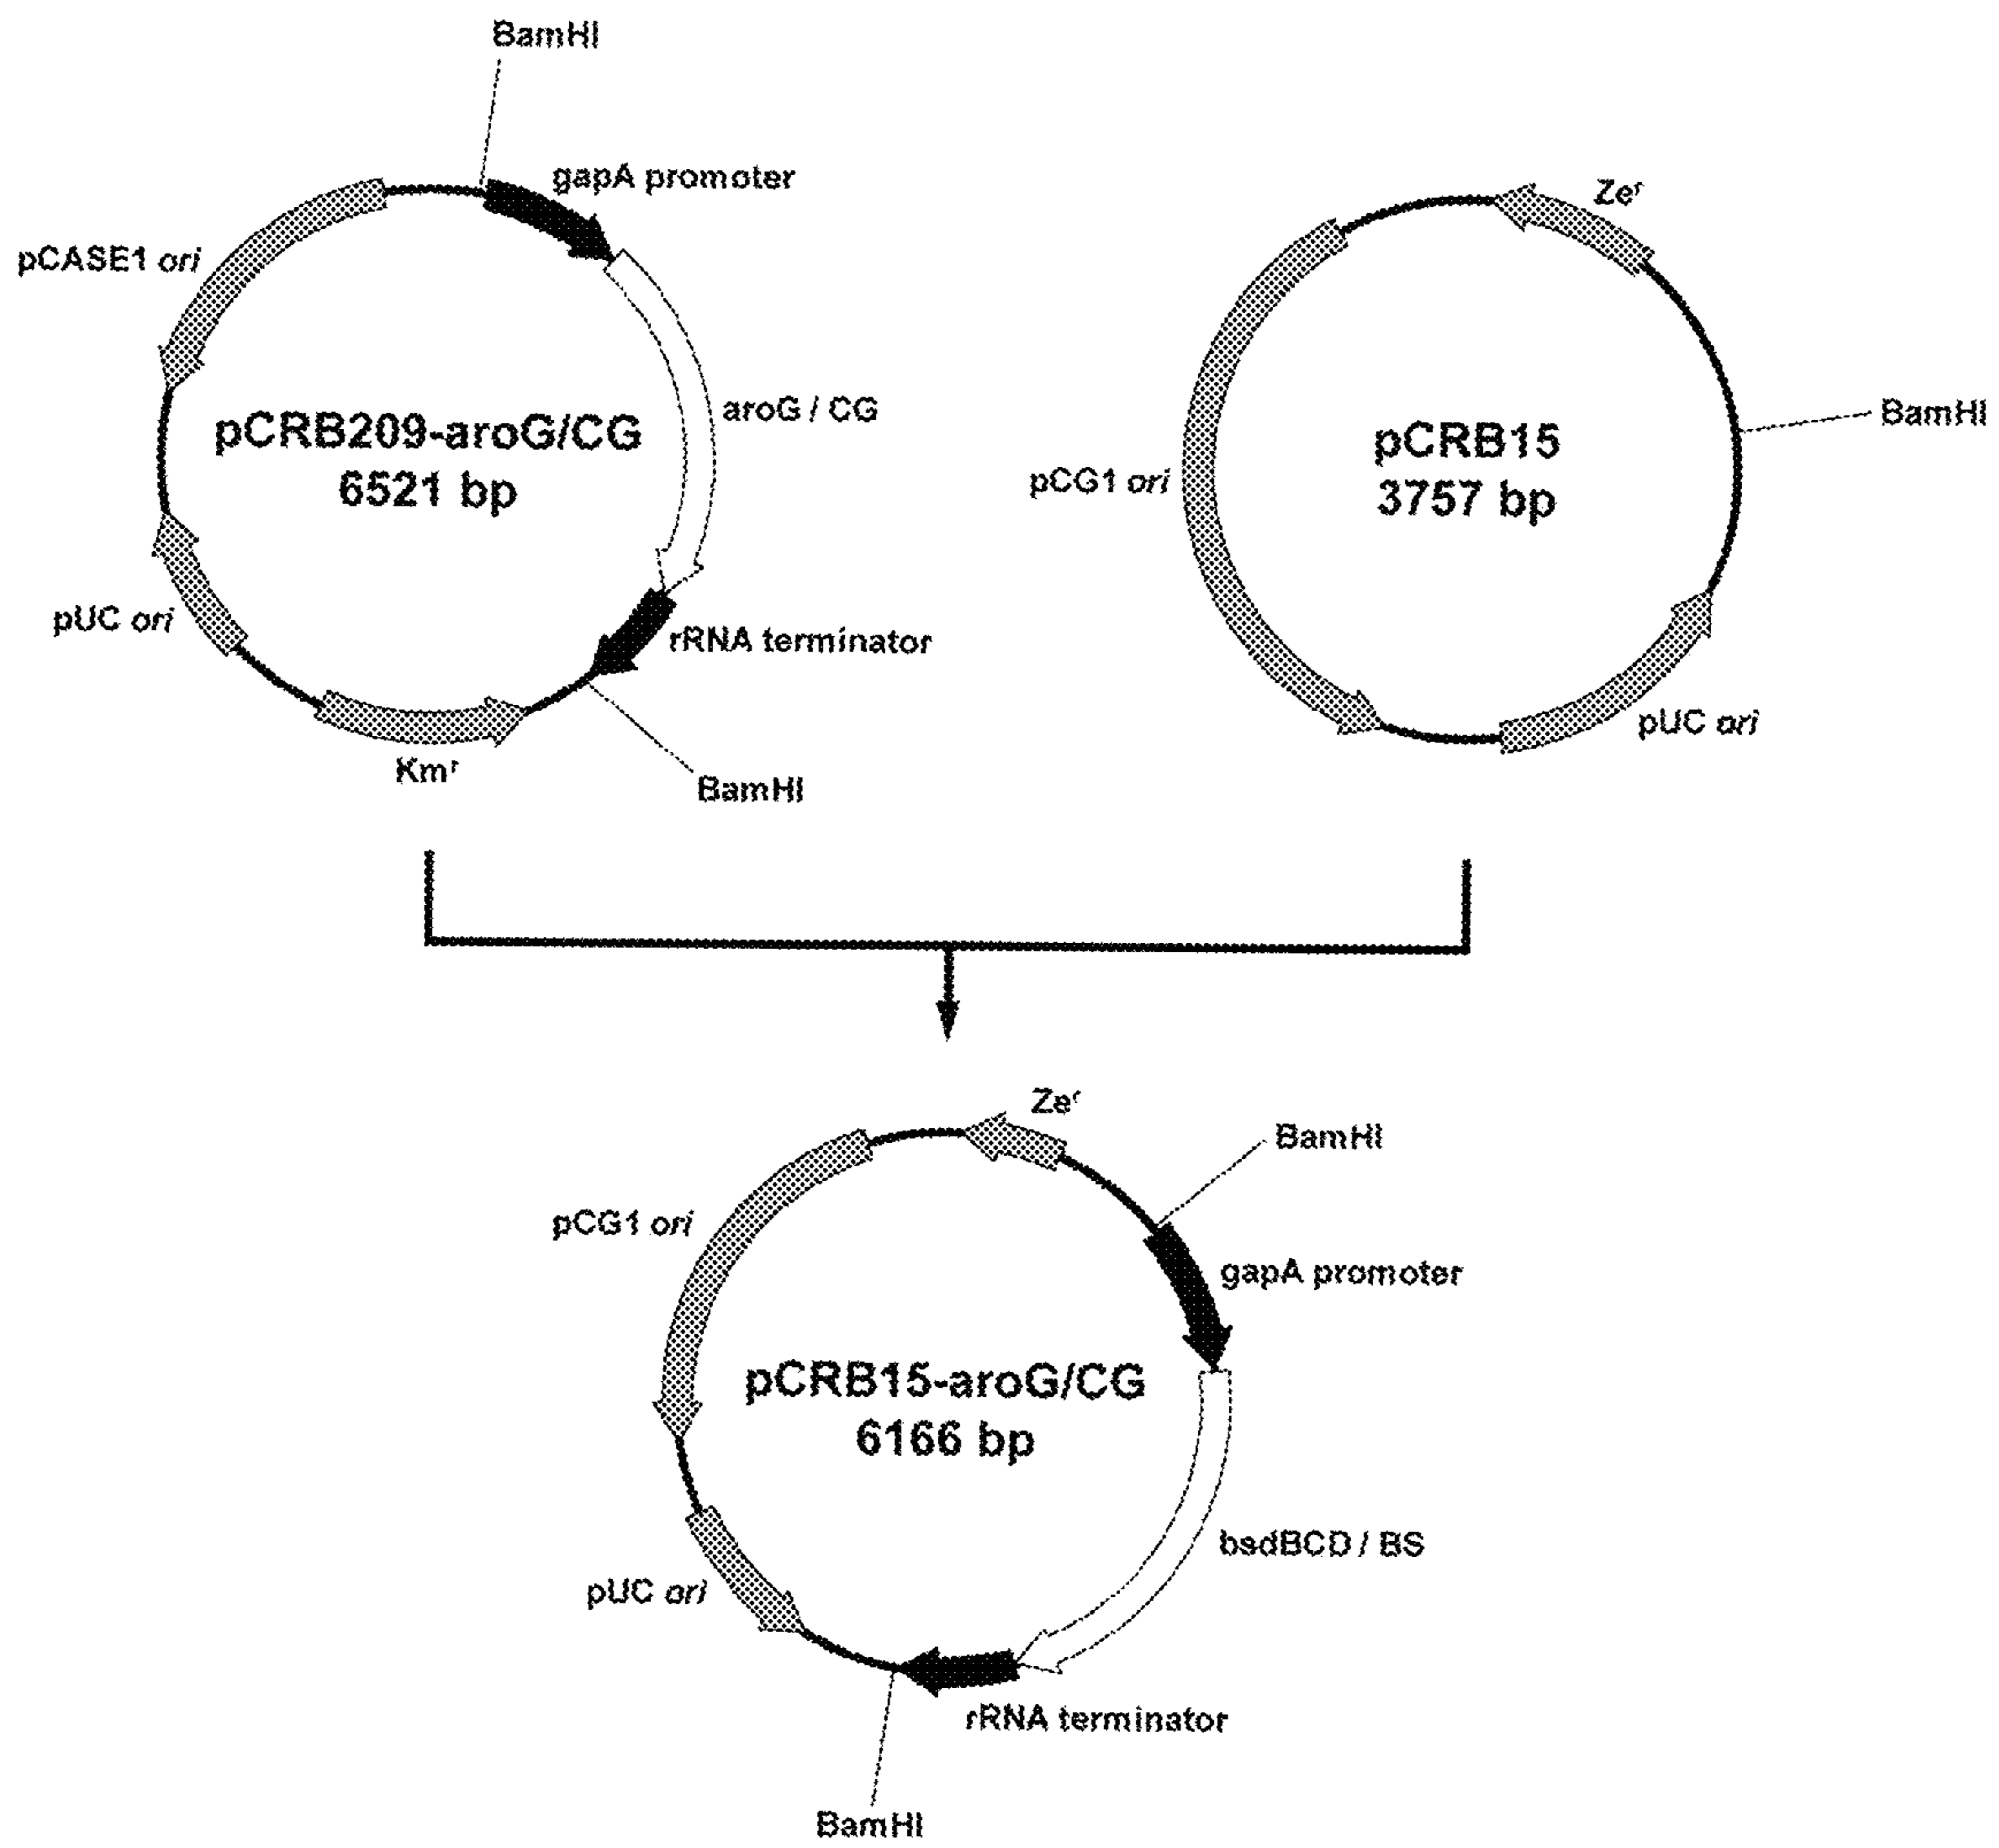 BamHI
gapA promoter
pCASE1 ori
aroG / CG
pCRB209-aroG/CG
6521 bp
pUC ori
rRNA terminator
Kmʳ
BamHI
Zeʳ
BamHI
pCG1 ori
pCRB15
3757 bp
pUC ori
Zeʳ
BamHI
pCG1 ori
gapA promoter
pCRB15-aroG/CG
6166 bp
bsdBCD / BS
pUC ori
rRNA terminator
BamHI